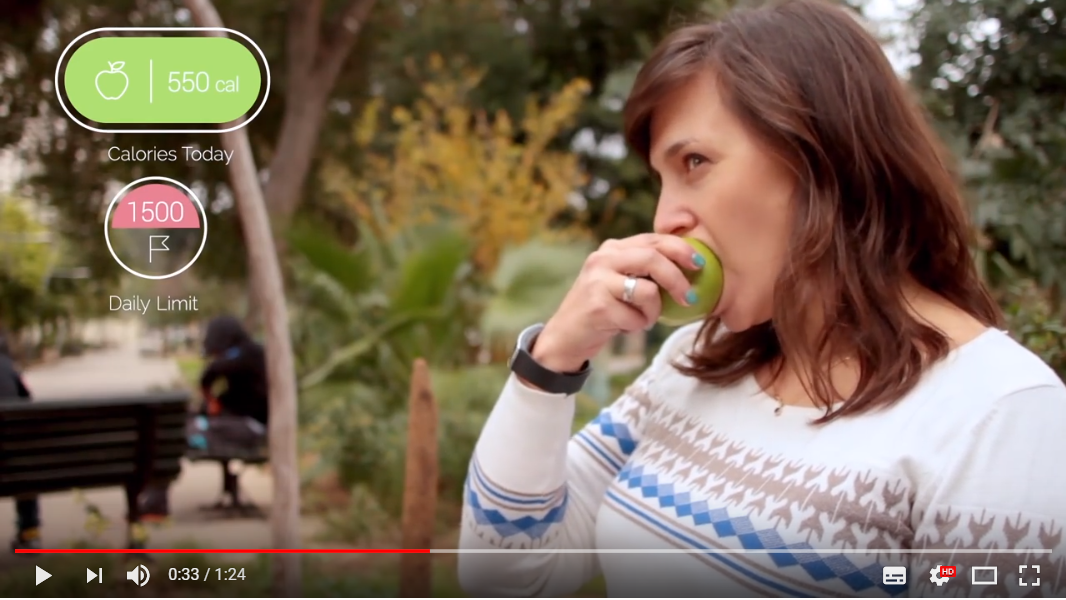 550 cal
Calories Today
1500
Daily Limit
0:33 / 1:24
HD